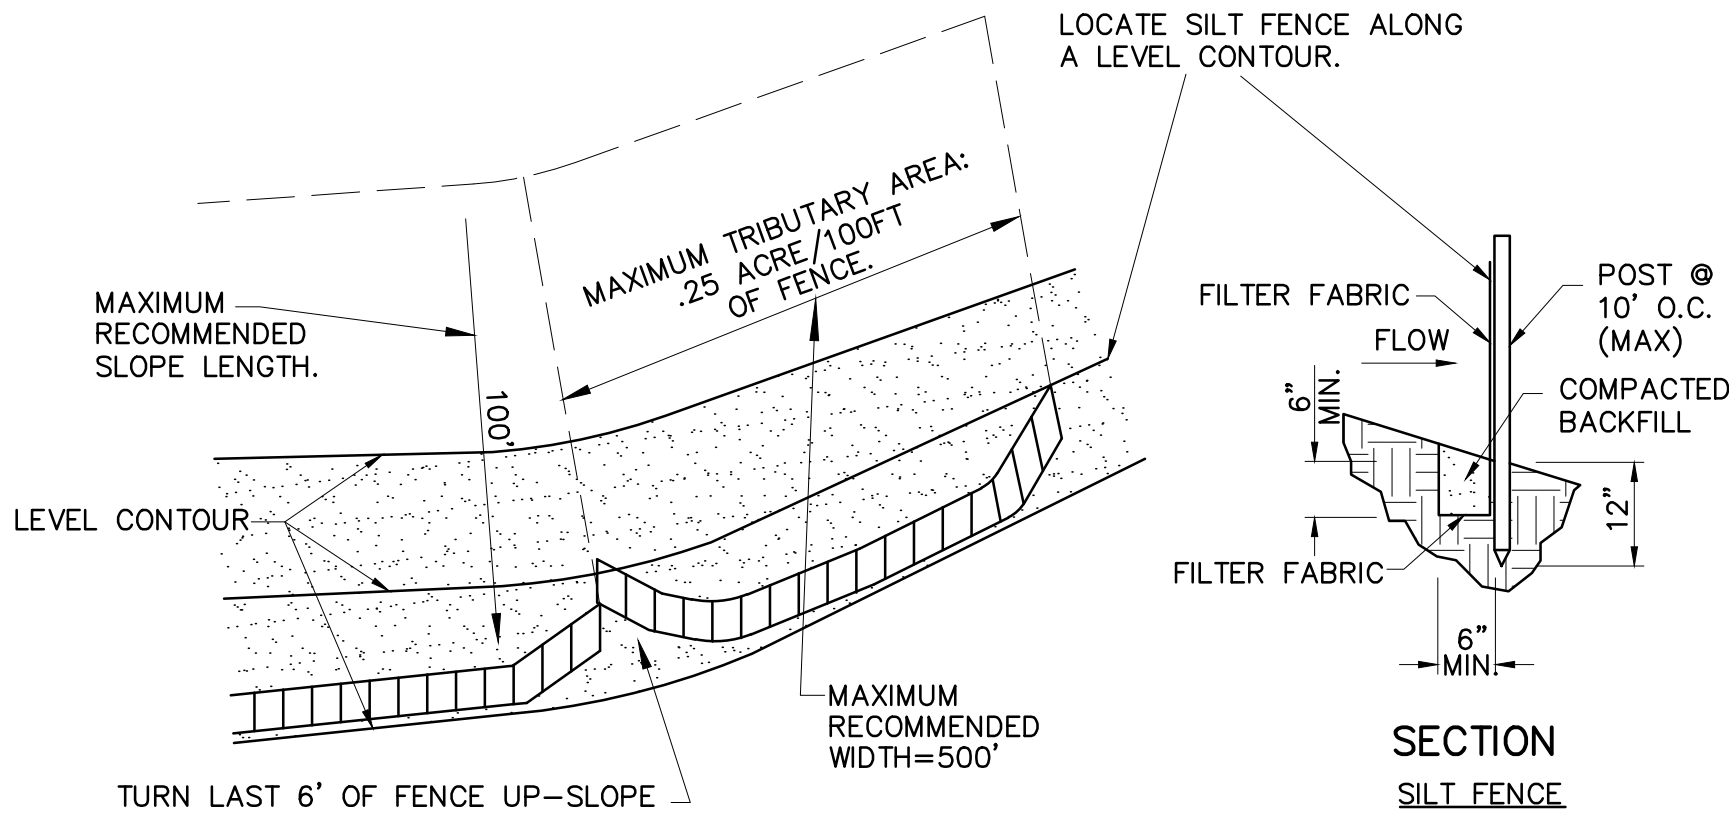 LOCATE SILT FENCE ALONG
A LEVEL CONTOUR.
MAXIMUM TRIBUTARY AREA:
.25 ACRE/100FT
OF FENCE.
MAXIMUM
RECOMMENDED
SLOPE LENGTH.
100'
LEVEL CONTOUR
MAXIMUM
RECOMMENDED
WIDTH=500'
TURN LAST 6' OF FENCE UP-SLOPE
FILTER FABRIC
POST @
10' O.C.
(MAX)
FLOW
6"
MIN.
COMPACTED
BACKFILL
12"
FILTER FABRIC
6"
MIN.
SECTION
SILT FENCE